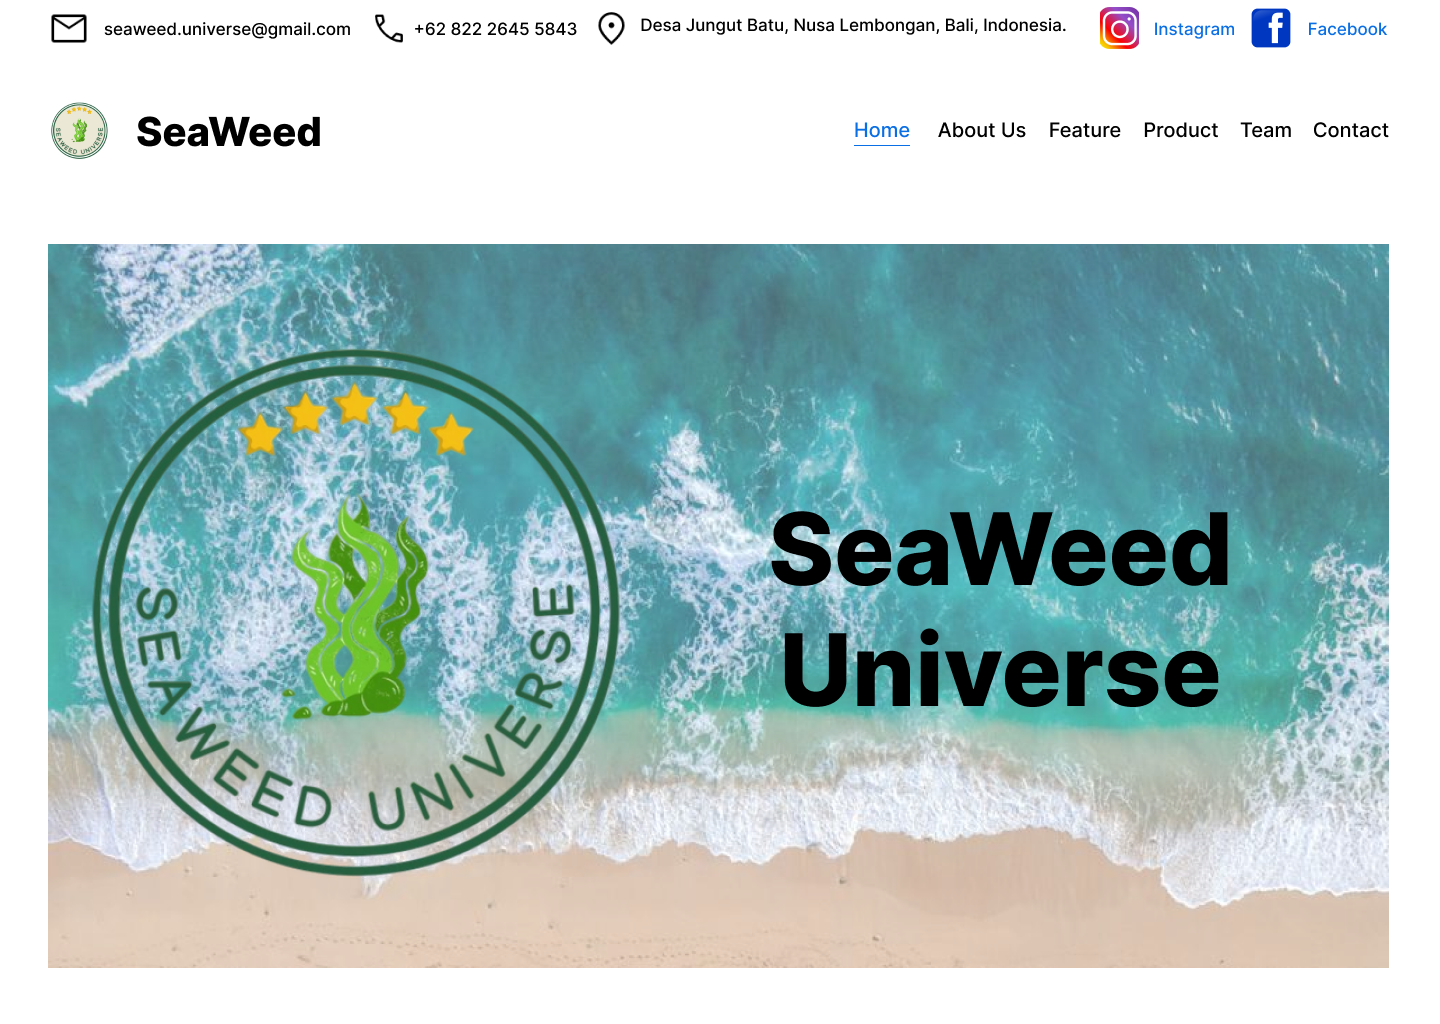 seaweed.universe@gmail.com +62 822 2645 5843 Desa Jungut Batu, Nusa Lembongan, Bali, Indonesia. Instagram Facebook
SEAWEED UNIVERSE
SeaWeed
Home About Us Feature Product Team Contact
SEAWEED UNIVERSE
SeaWeed
Universe